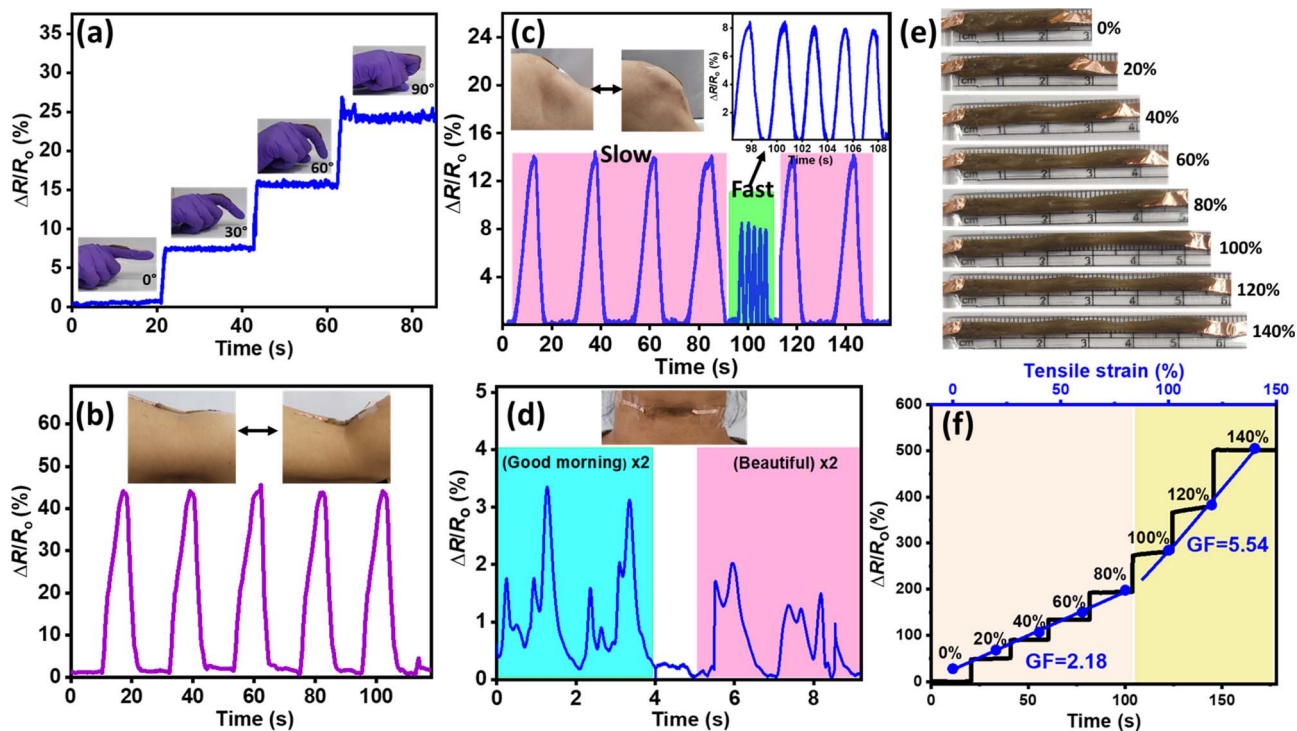 (a)
35
30
25
20
15
10
5
0
ΔR/Rₒ (%)
0°
30°
60°
90°
0 20 40 60 80
Time (s)
(b)
60
50
40
30
20
10
0
ΔR/Rₒ (%)
0 20 40 60 80 100
Time (s)
(c)
26
24
20
16
12
8
4
ΔR/Rₒ (%)
Slow
Fast
0 20 40 60 80 100 120 140
Time (s)
8
6
4
2
ΔR/Rₒ (%)
98 100 102 104 106 108
Time (s)
(d)
5
4
3
2
1
0
ΔR/Rₒ (%)
(Good morning) x2
(Beautiful) x2
0 2 4 6 8
Time (s)
(e)
0%
20%
40%
60%
80%
100%
120%
140%
Tensile strain (%)
0 50 100 150
(f)
600
500
400
300
200
100
0
ΔR/Rₒ(%)
0%
20%
40%
60%
80%
100%
120%
140%
GF=2.18
GF=5.54
0 50 100 150
Time (s)